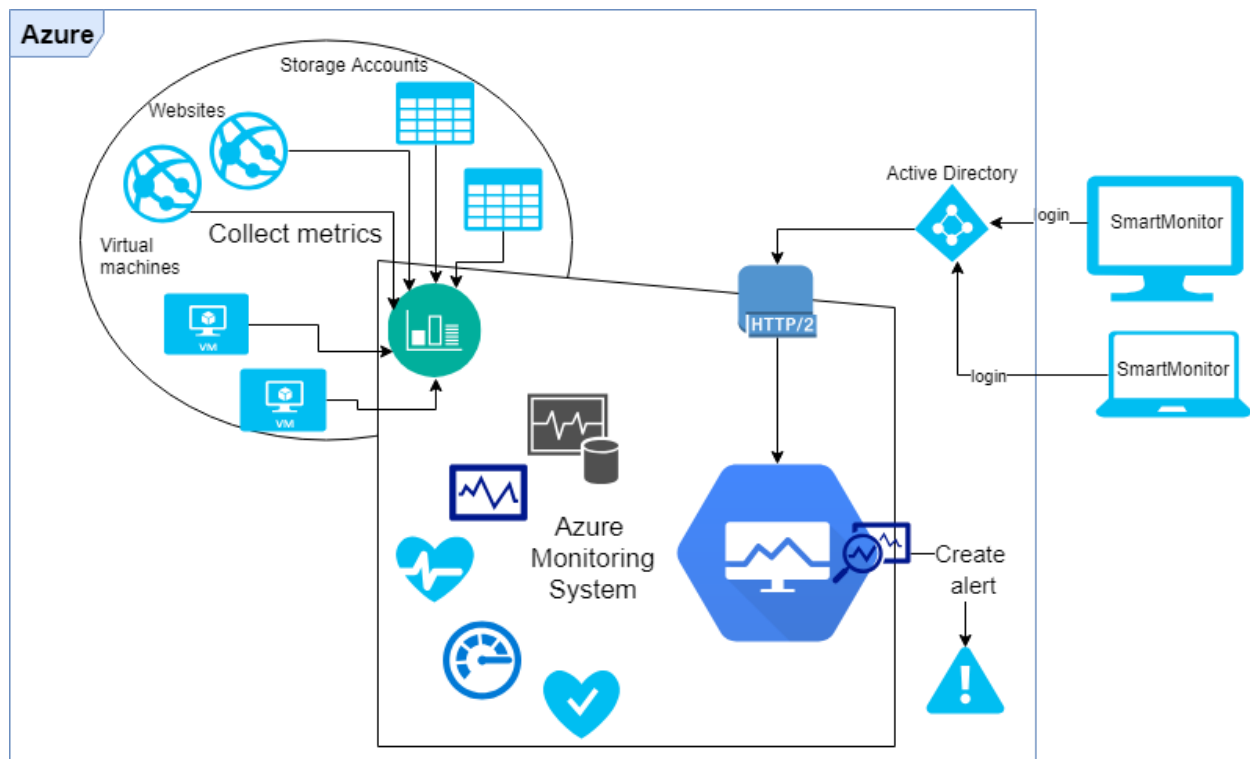 Azure
Storage Accounts
Websites
Collect metrics
Virtual
machines
VM
VM
Active Directory
login
SmartMonitor
HTTP/2
login
SmartMonitor
Azure
Monitoring
System
Create
alert